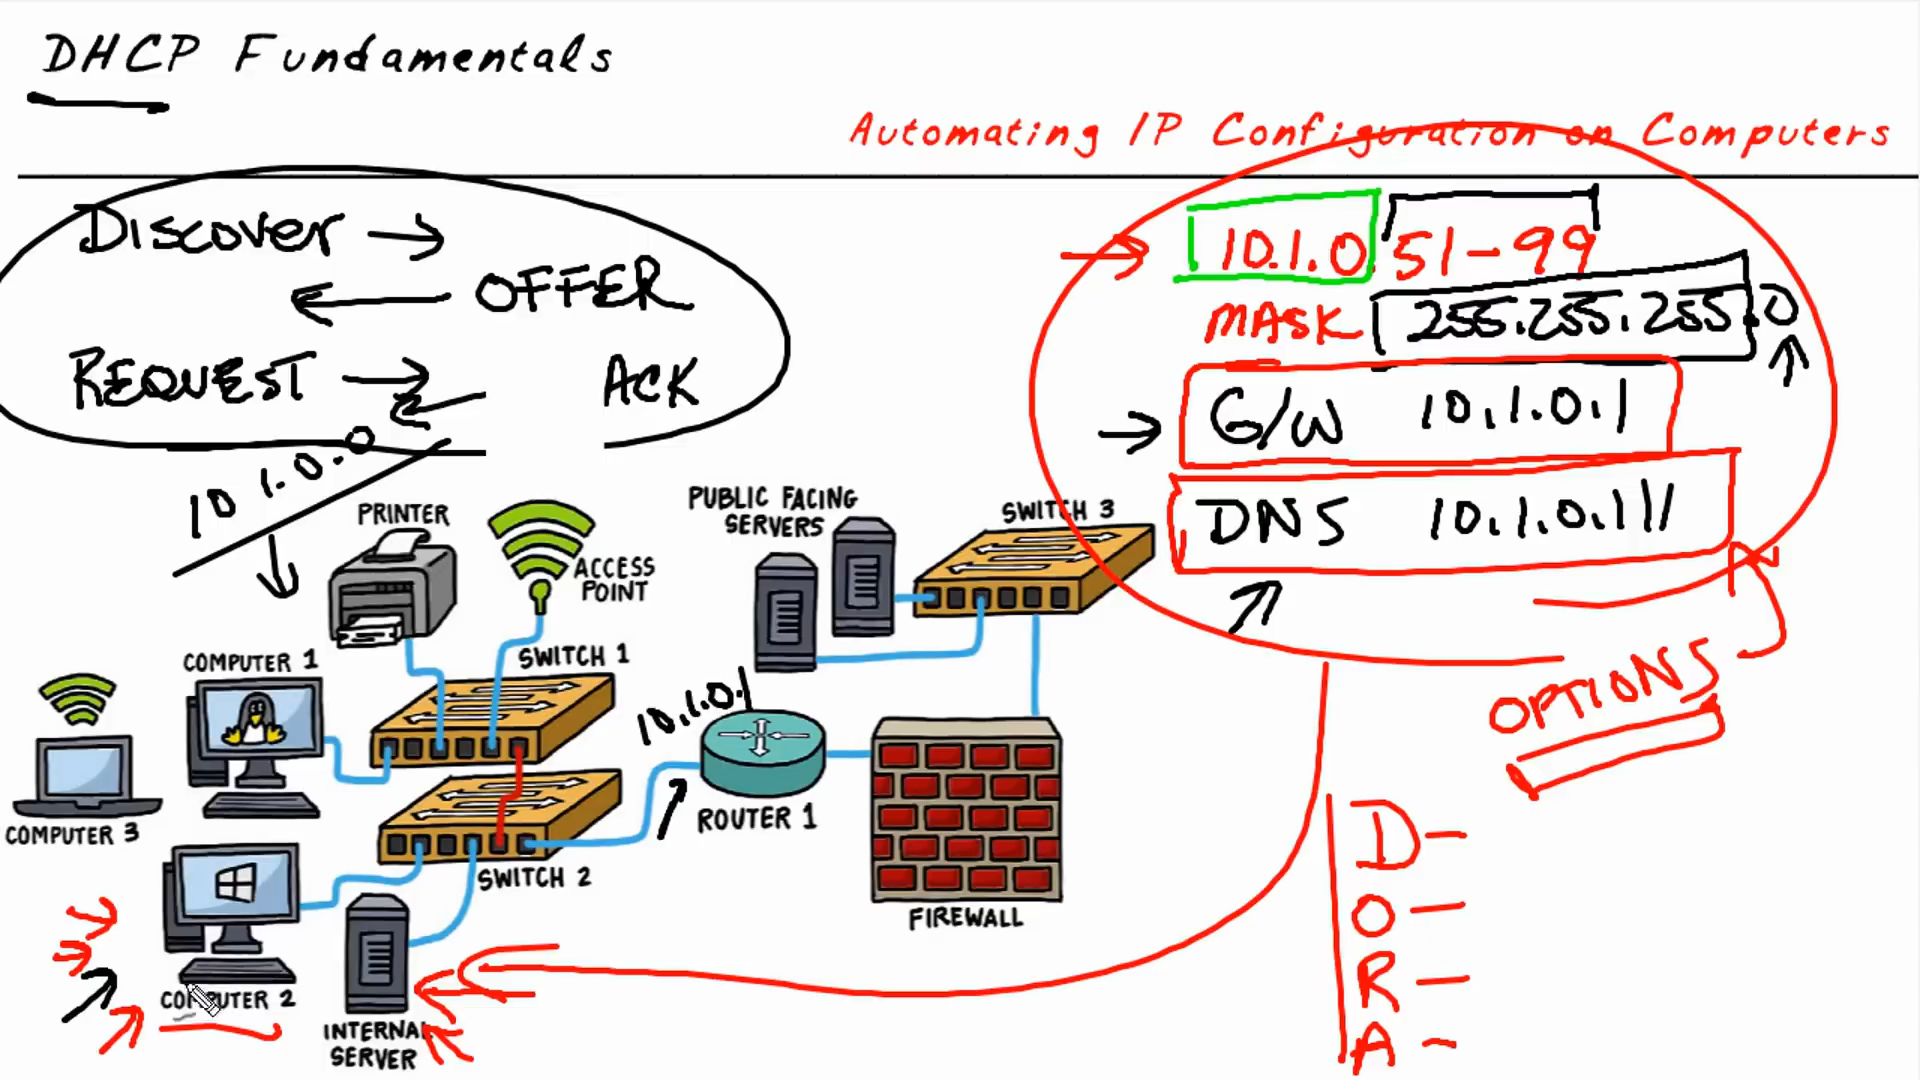 DHCP Fundamentals
Automating IP Configuration on Computers
Discover →
← OFFER
REQUEST →
ACK
10.1.0.0
10.1.0.51-99
MASK 255.255.255.0
G/W 10.1.0.1
DNS 10.1.0.111
OPTIONS
PRINTER
ACCESS
POINT
PUBLIC FACING
SERVERS
SWITCH 3
COMPUTER 1
SWITCH 1
10.1.0.1
COMPUTER 3
ROUTER 1
SWITCH 2
FIREWALL
COMPUTER 2
INTERNAL
SERVER
D-
O-
R-
A-